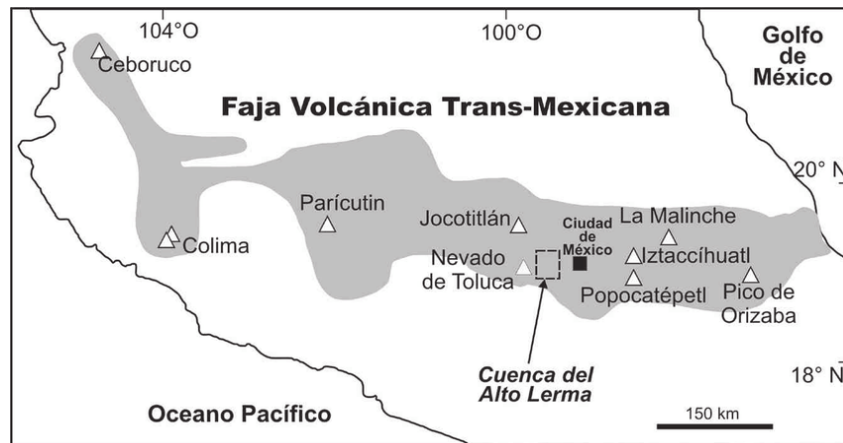 104°O
100°O
Golfo
de
México
Ceboruco
Faja Volcánica Trans-Mexicana
20° N
Parícutin
Jocotitlán
La Malinche
Ciudad
de
México
Colima
Nevado
de Toluca
Iztaccíhuatl
Popocatépetl
Pico de
Orizaba
18° N
Cuenca del
Alto Lerma
Oceano Pacífico
150 km